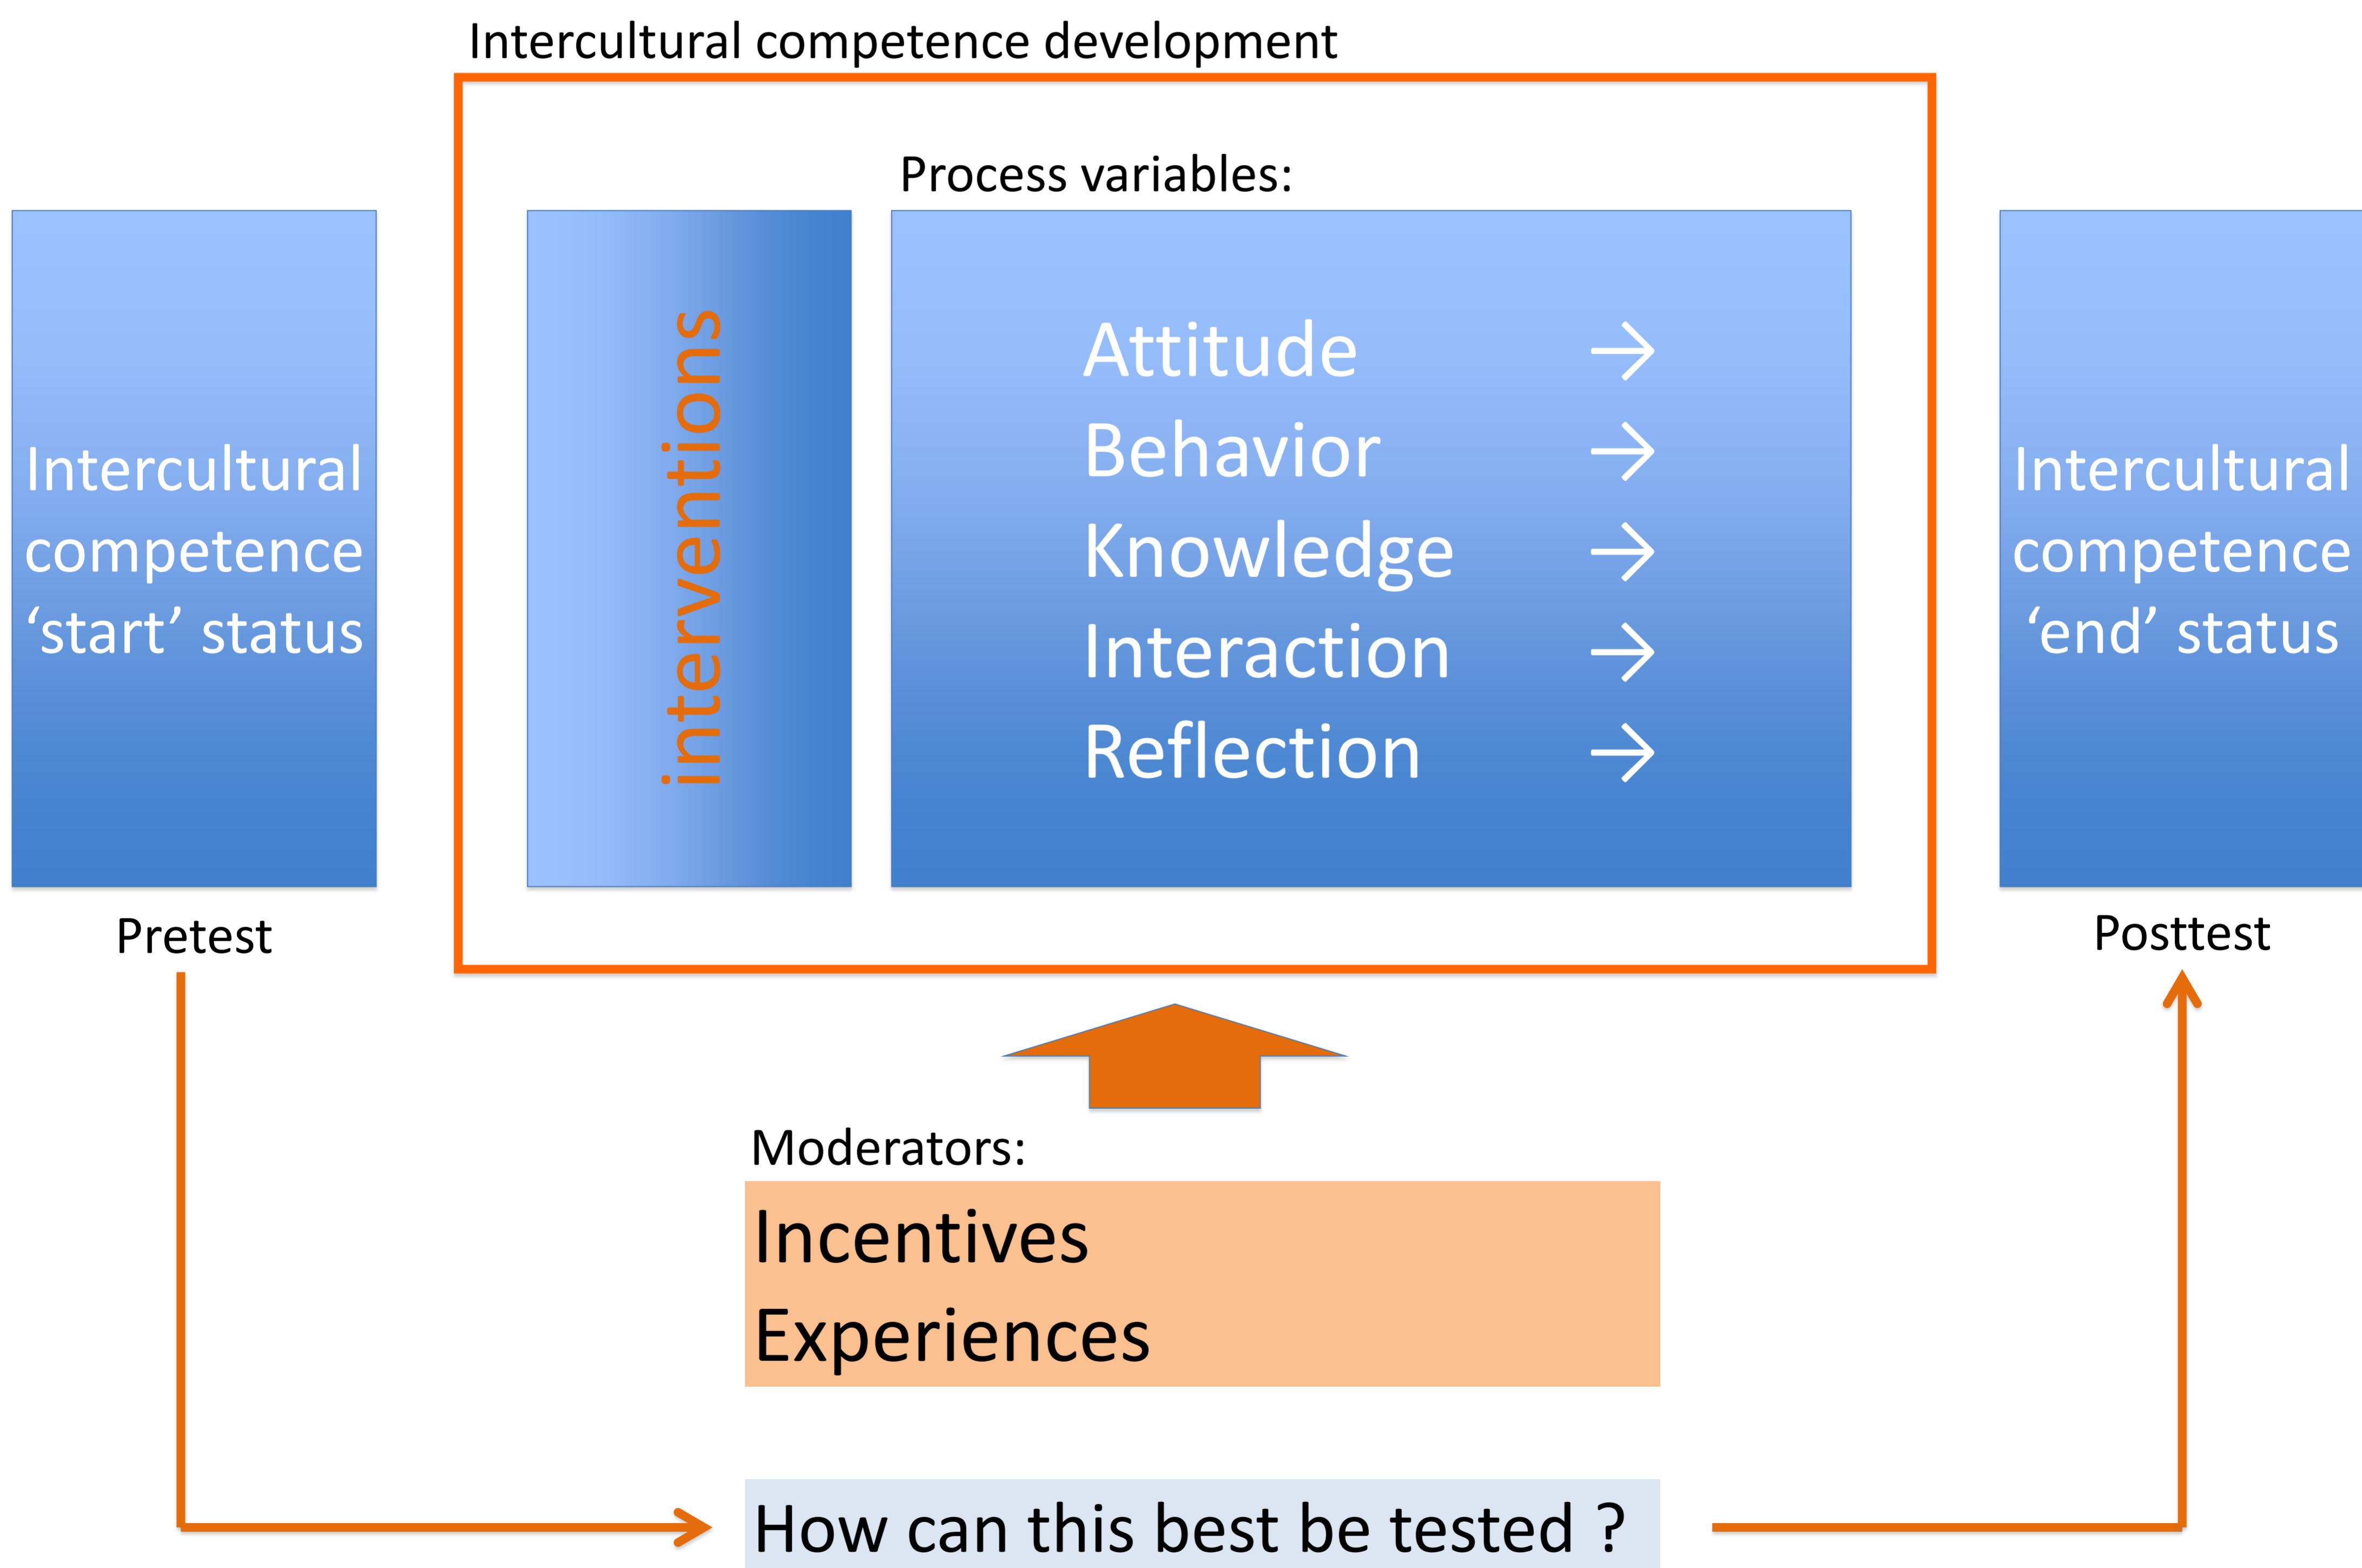 Intercultural competence development
Process variables:
Intercultural
competence
‘start’ status
interventions
Attitude →
Behavior →
Knowledge →
Interaction →
Reflection →
Intercultural
competence
‘end’ status
Pretest
Posttest
Moderators:
Incentives
Experiences
How can this best be tested ?